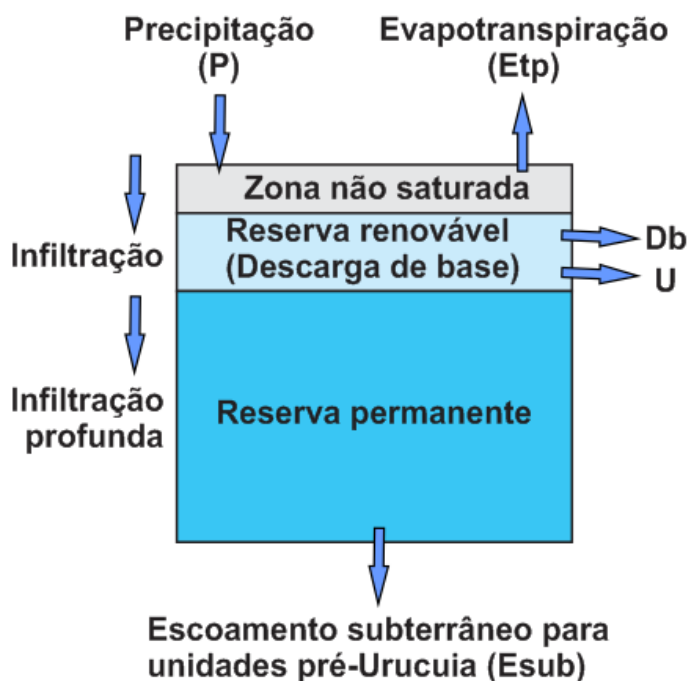 Precipitação
(P)
Evapotranspiração
(Etp)
Zona não saturada
Reserva renovável
(Descarga de base)
Db
U
Infiltração
Infiltração
profunda
Reserva permanente
Escoamento subterrâneo para
unidades pré-Urucuia (Esub)